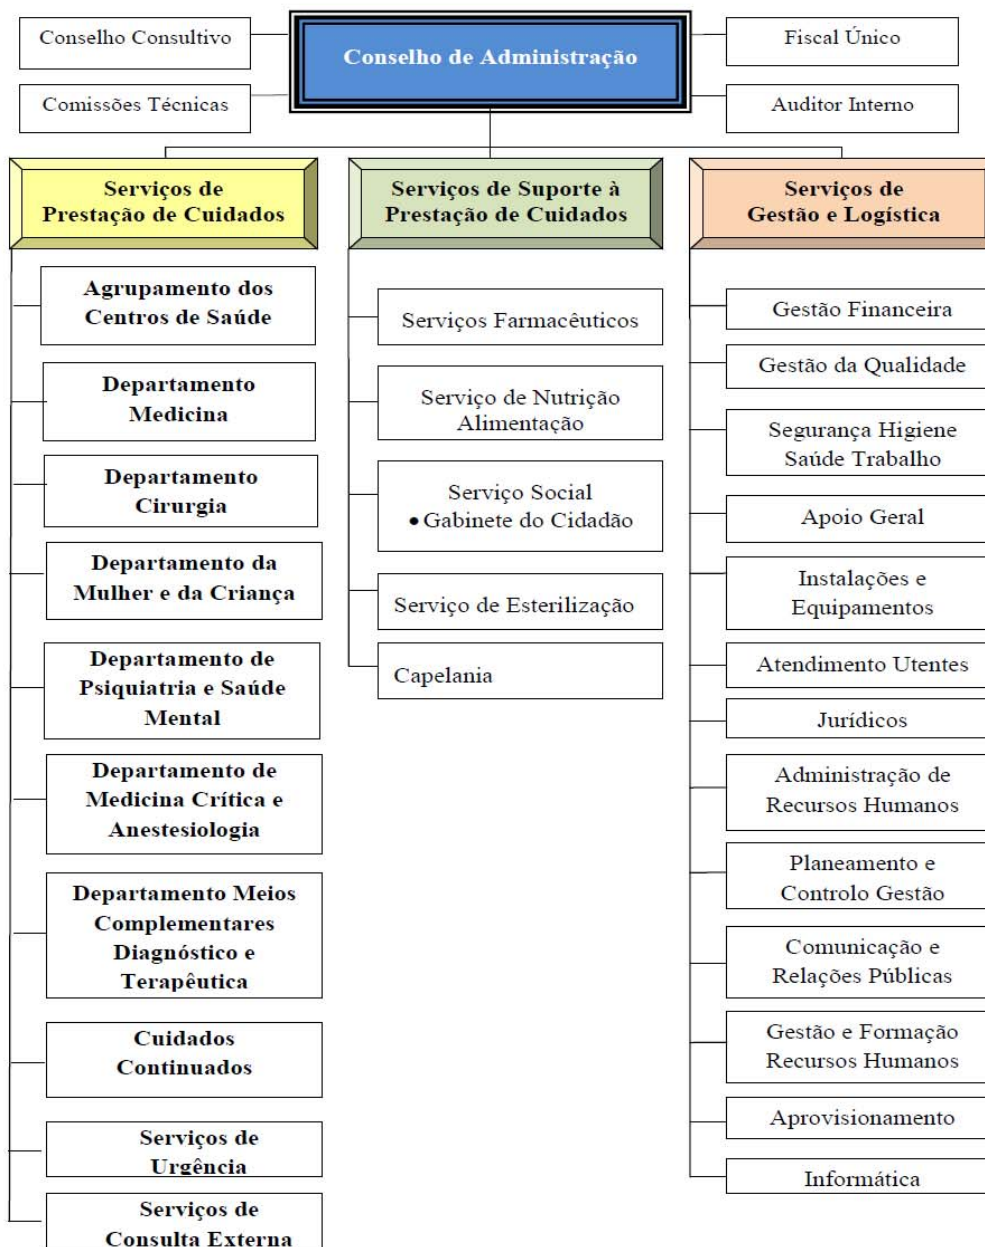 Conselho Consultivo
Conselho de Administração
Fiscal Único
Comissões Técnicas
Auditor Interno
Serviços de
Prestação de Cuidados
Agrupamento dos
Centros de Saúde
Departamento
Medicina
Departamento
Cirurgia
Departamento da
Mulher e da Criança
Departamento de
Psiquiatria e Saúde
Mental
Departamento de
Medicina Crítica e
Anestesiologia
Departamento Meios
Complementares
Diagnóstico e
Terapêutica
Cuidados
Continuados
Serviços de
Urgência
Serviços de
Consulta Externa
Serviços de Suporte à
Prestação de Cuidados
Serviços Farmacêuticos
Serviço de Nutrição
Alimentação
Serviço Social
• Gabinete do Cidadão
Serviço de Esterilização
Capelania
Serviços de
Gestão e Logística
Gestão Financeira
Gestão da Qualidade
Segurança Higiene
Saúde Trabalho
Apoio Geral
Instalações e
Equipamentos
Atendimento Utentes
Jurídicos
Administração de
Recursos Humanos
Planeamento e
Controlo Gestão
Comunicação e
Relações Públicas
Gestão e Formação
Recursos Humanos
Aprovisionamento
Informática